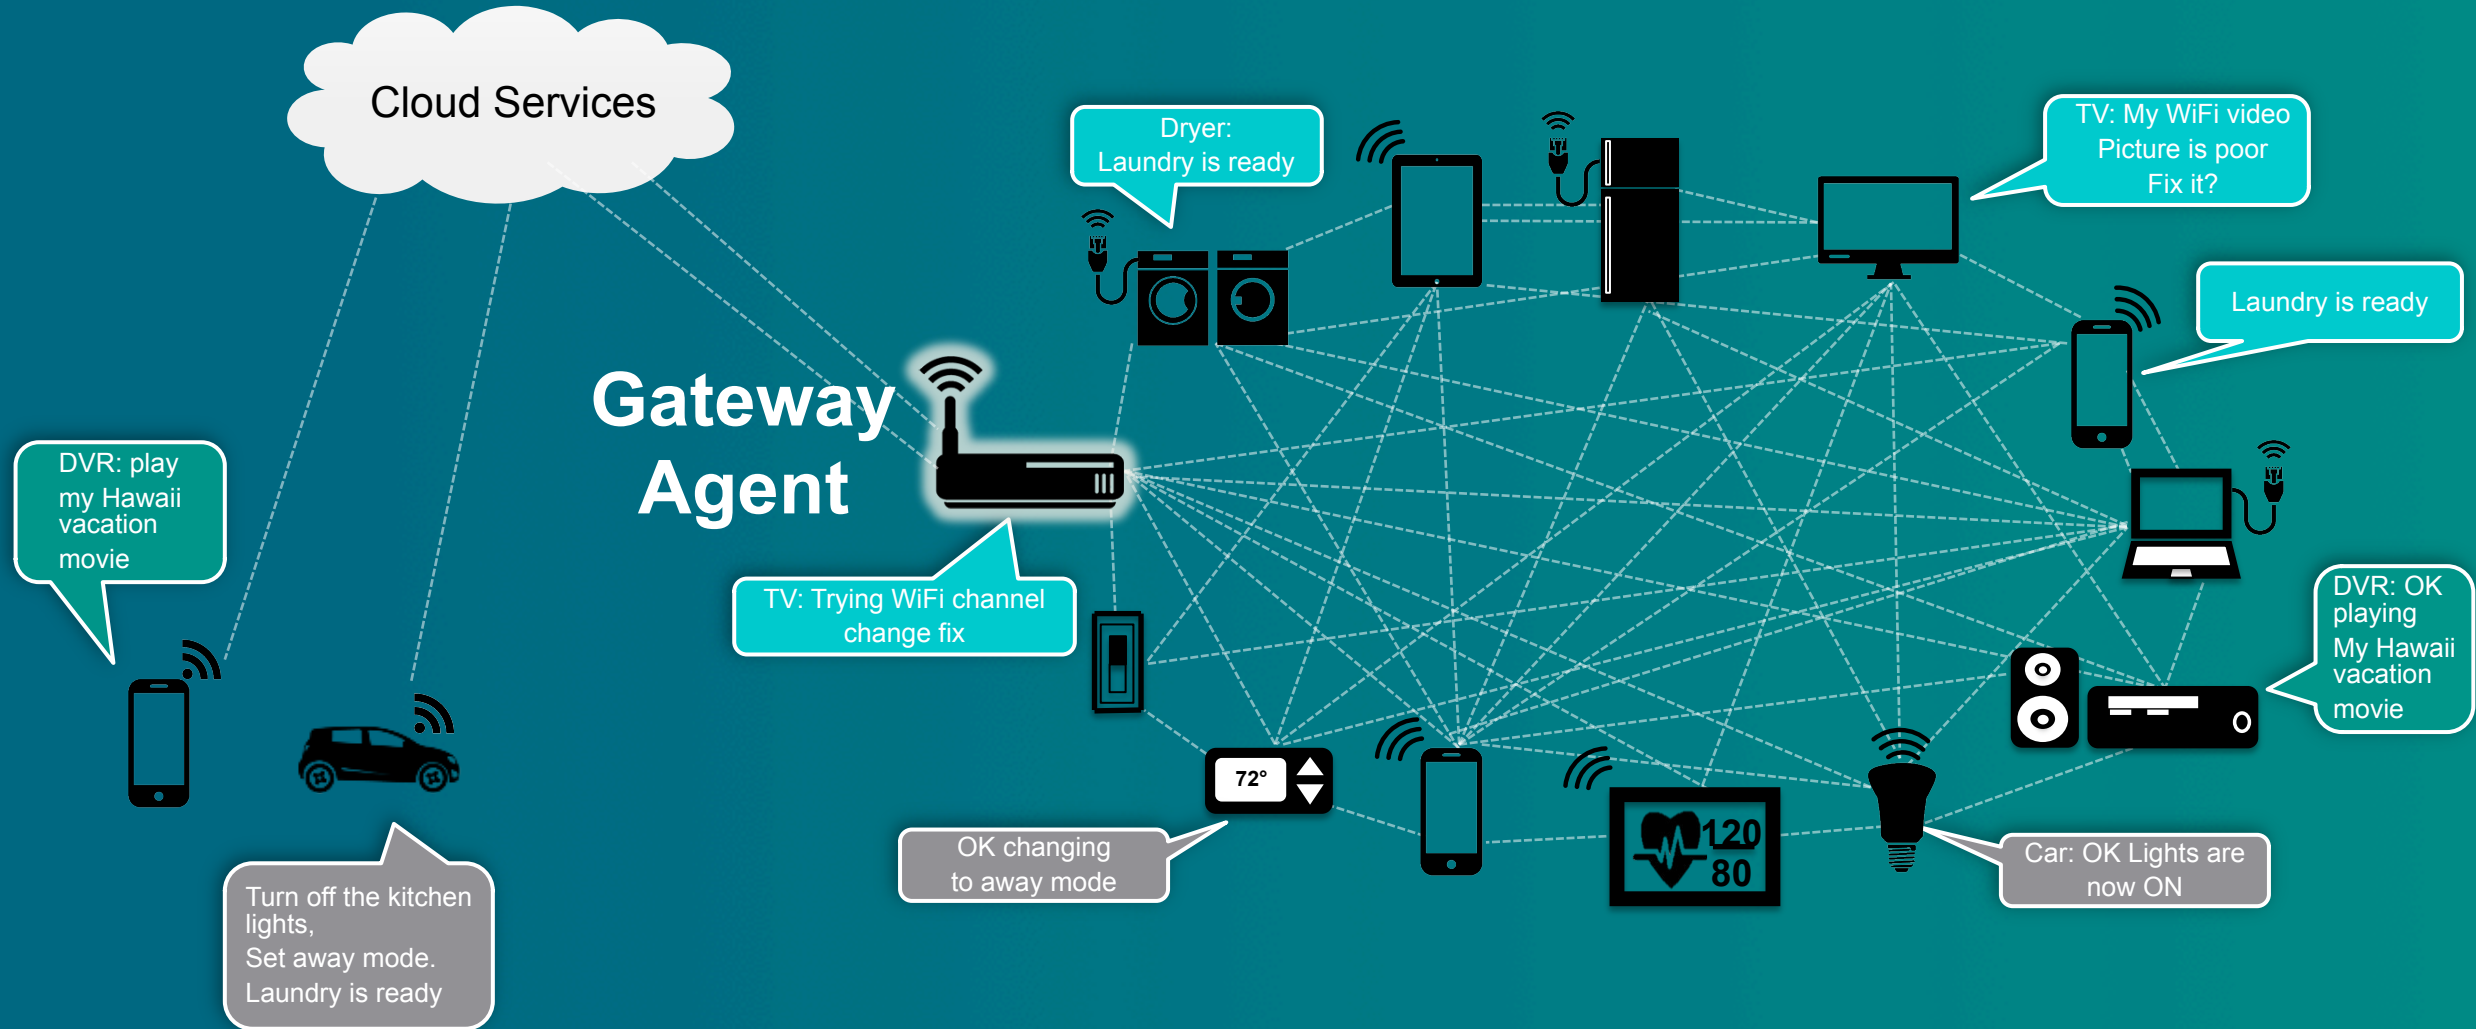 Cloud Services
Dryer:
Laundry is ready
TV: My WiFi video
Picture is poor
Fix it?
Laundry is ready
Gateway
Agent
DVR: play
my Hawaii
vacation
movie
TV: Trying WiFi channel
change fix
DVR: OK
playing
My Hawaii
vacation
movie
72°
OK changing
to away mode
120
80
Car: OK Lights are
now ON
Turn off the kitchen
lights,
Set away mode.
Laundry is ready